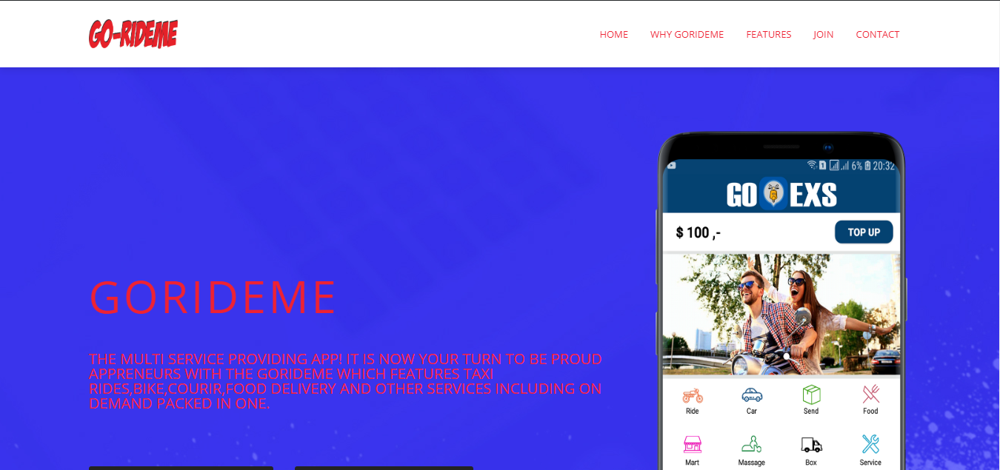 GO-RIDEME
HOME WHY GORIDEME FEATURES JOIN CONTACT
GORIDEME
THE MULTI SERVICE PROVIDING APP! IT IS NOW YOUR TURN TO BE PROUD
APPRENEURS WITH THE GORIDEME WHICH FEATURES TAXI
RIDES,BIKE,COURIR,FOOD DELIVERY AND OTHER SERVICES INCLUDING ON
DEMAND PACKED IN ONE.
1 6% 20:32
GO EXS
$ 100 ,-
TOP UP
Ride Car Send Food
Mart Massage Box Service